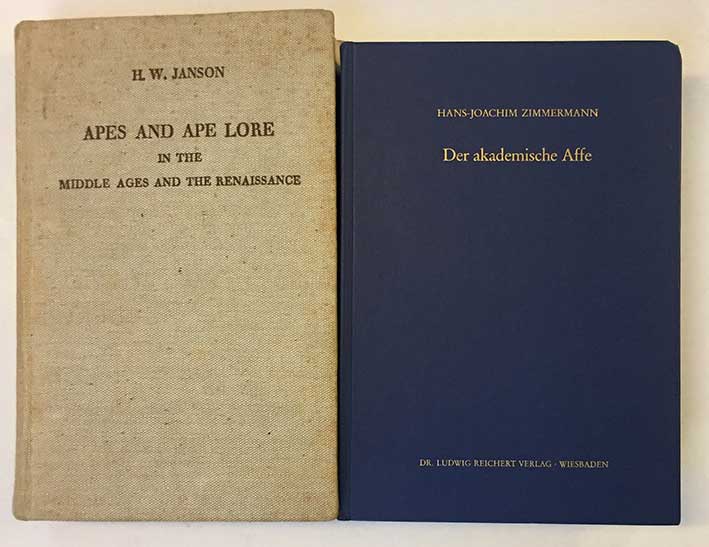 H. W. JANSON
APES AND APE LORE
IN THE
MIDDLE AGES AND THE RENAISSANCE
HANS-JOACHIM ZIMMERMANN
Der akademische Affe
DR. LUDWIG REICHERT VERLAG · WIESBADEN